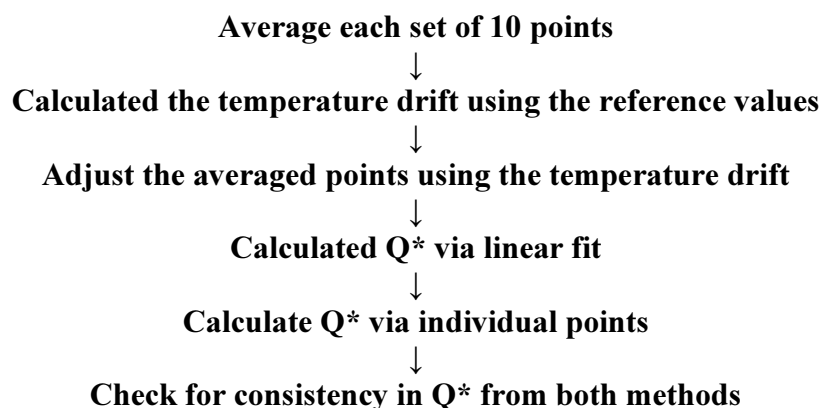 Average each set of 10 points
↓
Calculated the temperature drift using the reference values
↓
Adjust the averaged points using the temperature drift
↓
Calculated Q* via linear fit
↓
Calculate Q* via individual points
↓
Check for consistency in Q* from both methods